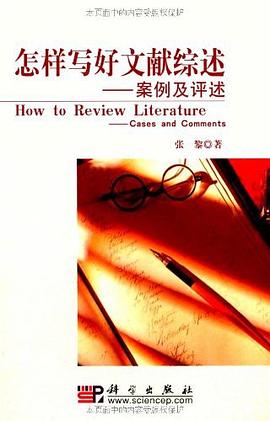 本页面中的内容受版权保护
怎样写好文献综述
——案例及评述
How to Review Literature
——Cases and Comments
张黎◎著
科学出版社
www.sciencep.com
本页面中的内容受版权保护